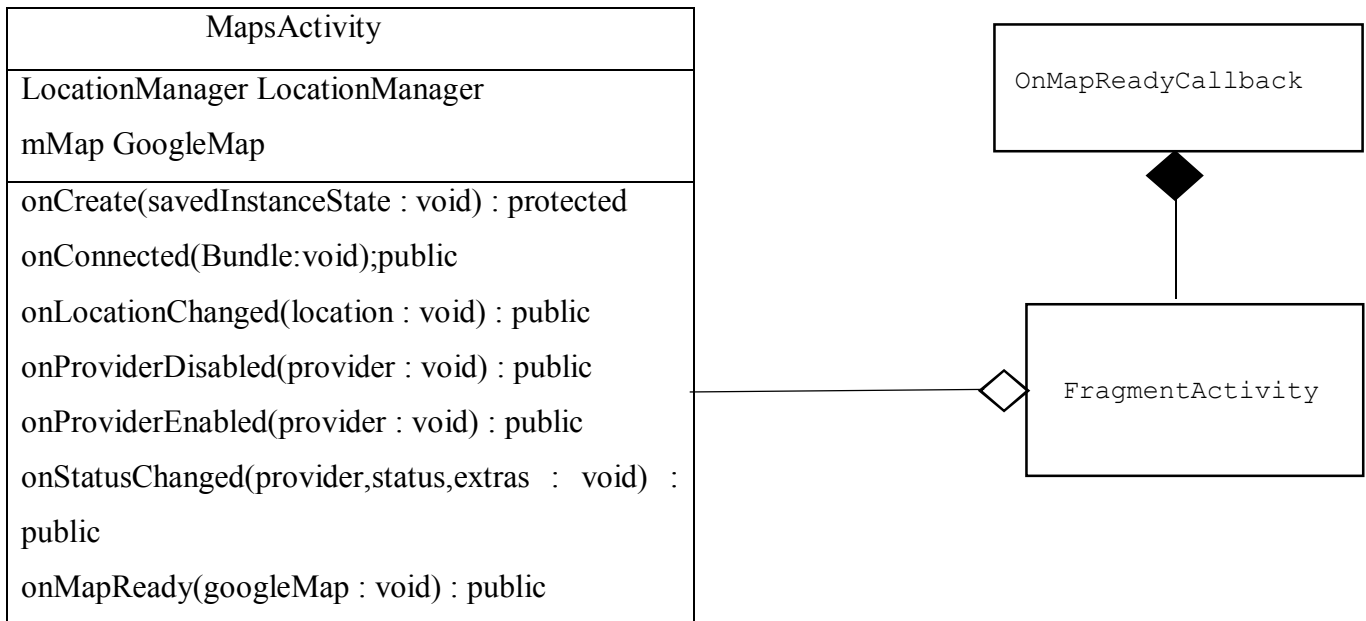 MapsActivity
LocationManager LocationManager
mMap GoogleMap
onCreate(savedInstanceState : void) : protected
onConnected(Bundle:void);public
onLocationChanged(location : void) : public
onProviderDisabled(provider : void) : public
onProviderEnabled(provider : void) : public
onStatusChanged(provider,status,extras : void) :
public
onMapReady(googleMap : void) : public
OnMapReadyCallback
FragmentActivity